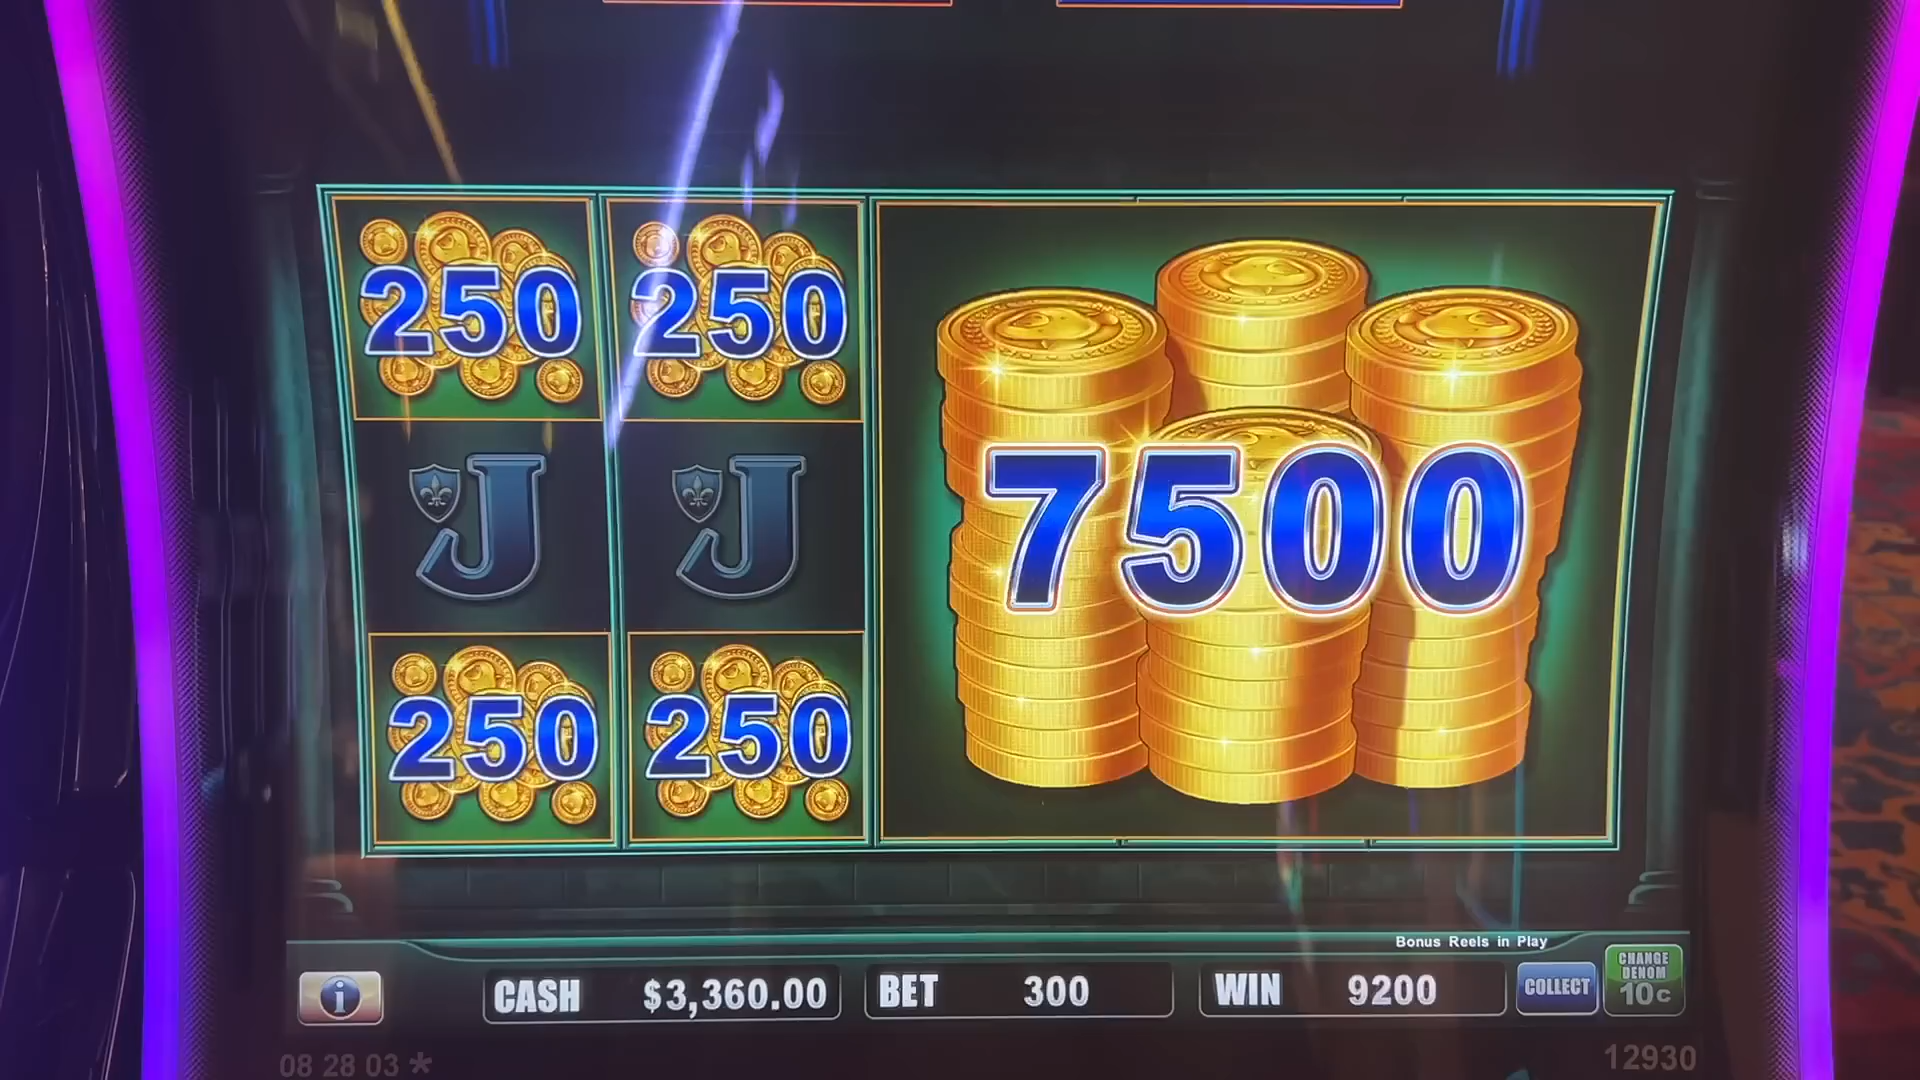 250 250
7500
J J
250 250
Bonus Reels in Play
CASH $3,360.00 BET 300 WIN 9200 COLLECT
CHANGE
DENOM
10¢
08 28 03 *
12930